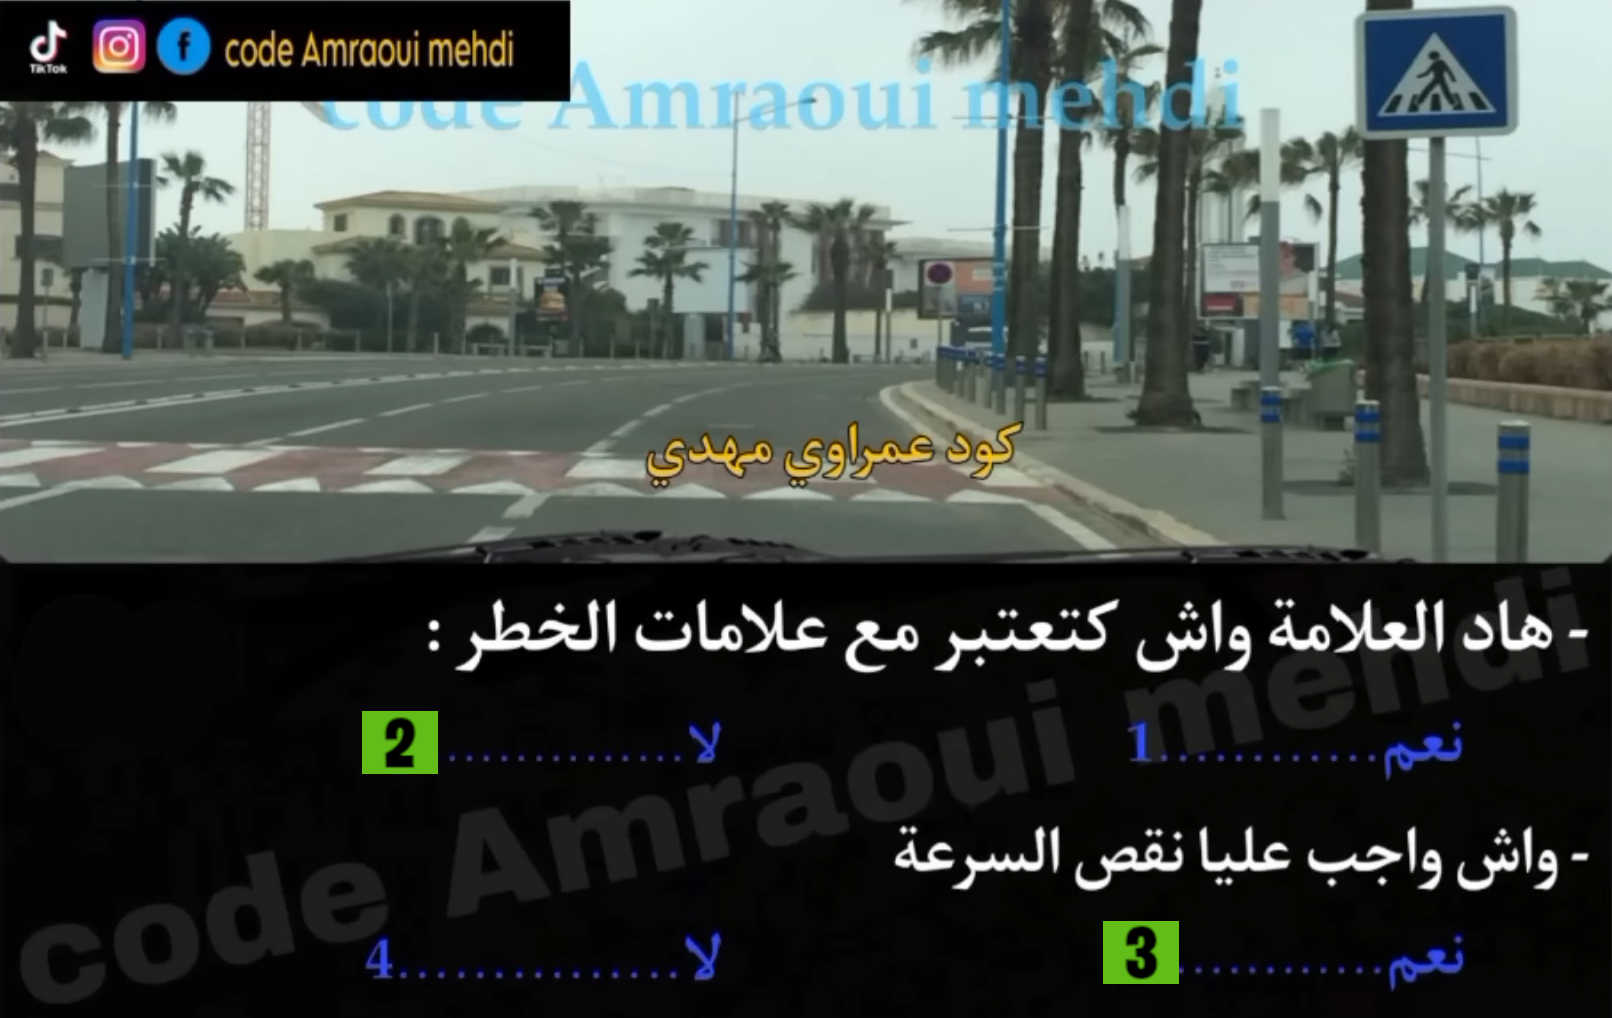 TikTok
code Amraoui mehdi
code Amraoui mehdi
كود عمراوي مهدي
- هاد العلامة واش كتعتبر مع علامات الخطر :
نعم............1
لا..............2
- واش واجب عليا نقص السرعة
نعم............3
لا................4
code Amraoui mehdi